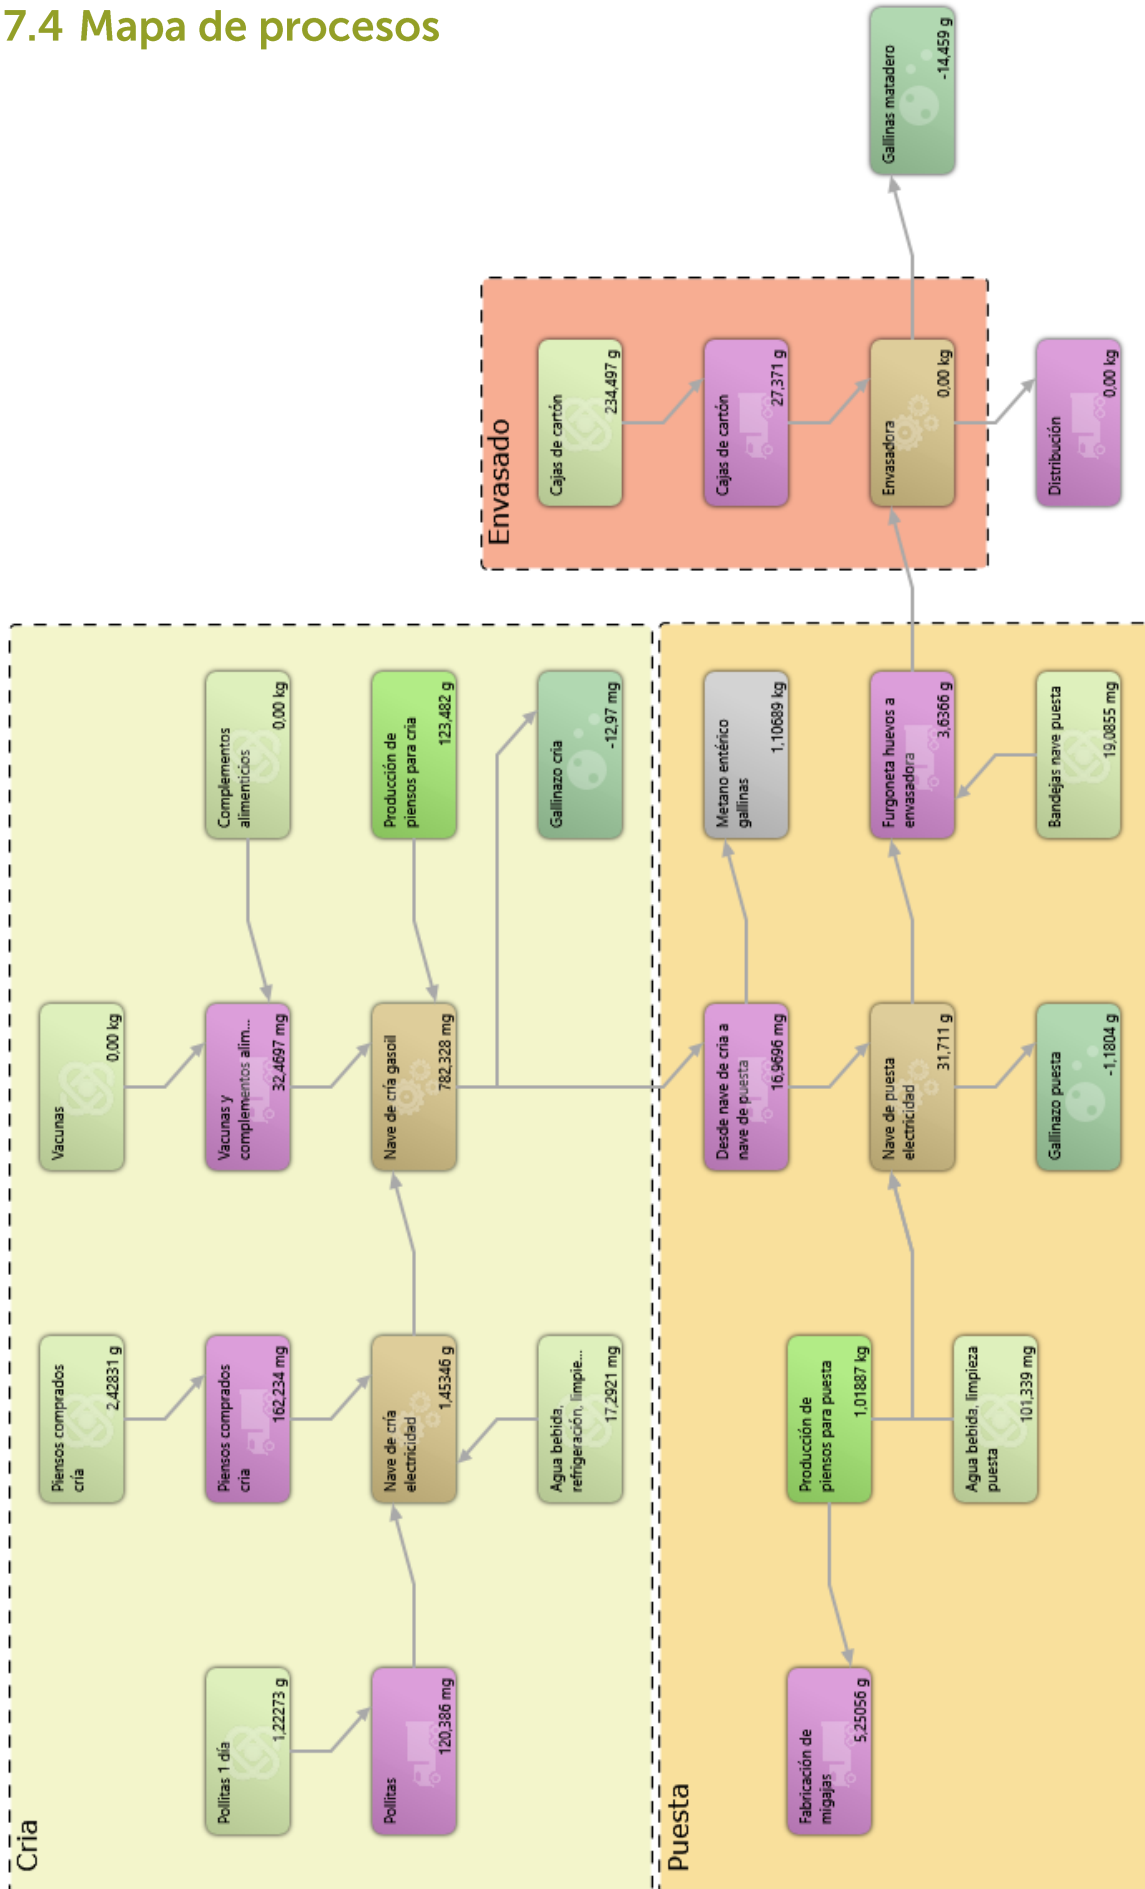 7.4 Mapa de procesos
Cria
Pollitas 1 día
1,22273 g
Pollitas
120,386 mg
Piensos comprados
cría
2,42831 g
Piensos comprados
cria
162,234 mg
Nave de cría
electricidad
1,45346 g
Agua bebida,
refrigeración, limpie...
17,2921 mg
Vacunas
0,00 kg
Vacunas y
complementos alim...
32,4697 mg
Nave de cría gasoil
782,328 mg
Complementos
alimenticios
0,00 kg
Producción de
piensos para cria
123,482 g
Gallinazo cria
-12,97 mg
Puesta
Fabricación de
migajas
5,25056 g
Producción de
piensos para puesta
1,01887 kg
Agua bebida, limpieza
puesta
101,339 mg
Desde nave de cria a
nave de puesta
16,9696 mg
Nave de puesta
electricidad
31,711 g
Gallinazo puesta
-1,1804 g
Metano entérico
gallinas
1,10689 kg
Furgoneta huevos a
envasadora
3,6366 g
Bandejas nave puesta
19,0855 mg
Envasado
Cajas de cartón
234,497 g
Cajas de cartón
27,371 g
Envasadora
0,00 kg
Distribución
0,00 kg
Gallinas matadero
-14,459 g